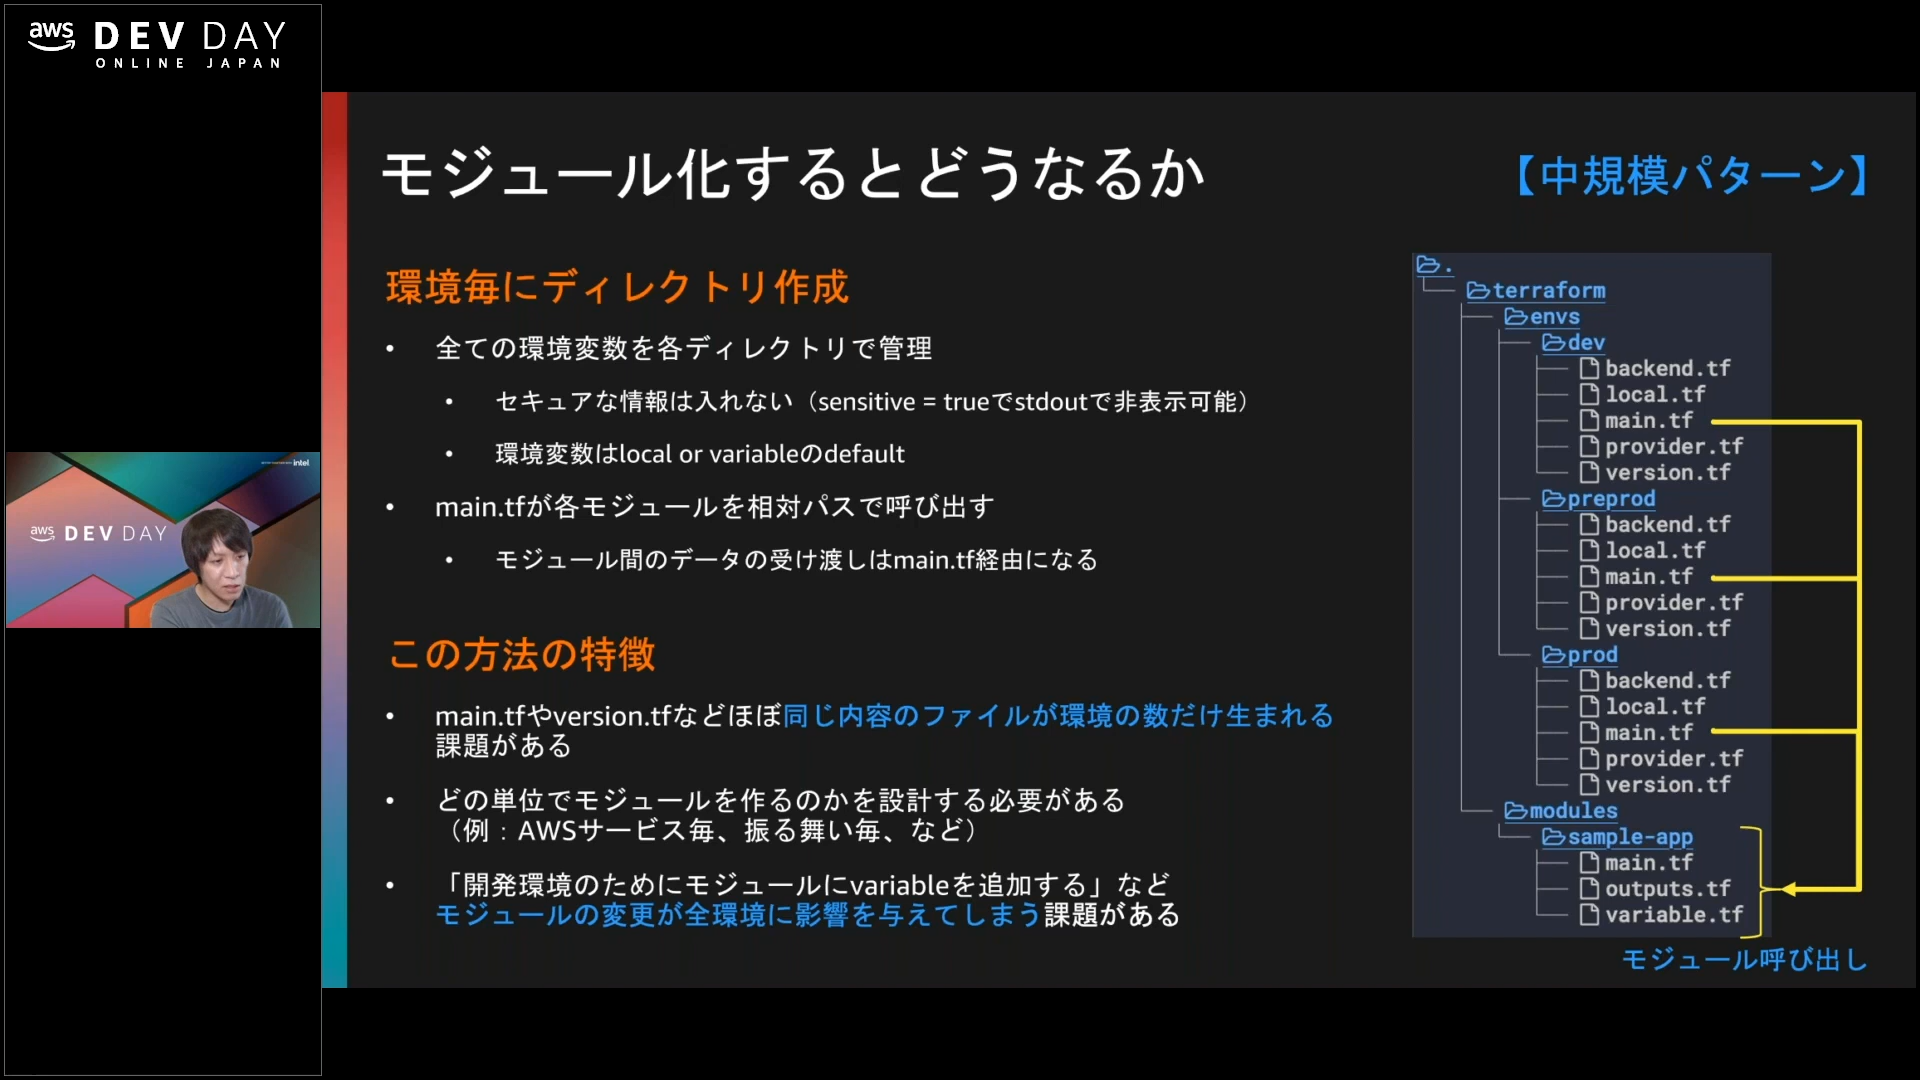 aws DEV DAY
ONLINE JAPAN
モジュール化するとどうなるか
【中規模パターン】
環境毎にディレクトリ作成
• 全ての環境変数を各ディレクトリで管理
• セキュアな情報は入れない（sensitive = trueでstdoutで非表示可能）
• 環境変数はlocal or variableのdefault
• main.tfが各モジュールを相対パスで呼び出す
• モジュール間のデータの受け渡しはmain.tf経由になる
この方法の特徴
• main.tfやversion.tfなどほぼ同じ内容のファイルが環境の数だけ生まれる
課題がある
• どの単位でモジュールを作るのかを設計する必要がある
（例：AWSサービス毎、振る舞い毎、など）
• 「開発環境のためにモジュールにvariableを追加する」など
モジュールの変更が全環境に影響を与えてしまう課題がある
.
terraform
envs
dev
backend.tf
local.tf
main.tf
provider.tf
version.tf
preprod
backend.tf
local.tf
main.tf
provider.tf
version.tf
prod
backend.tf
local.tf
main.tf
provider.tf
version.tf
modules
sample-app
main.tf
outputs.tf
variable.tf
モジュール呼び出し
intel
aws DEV DAY